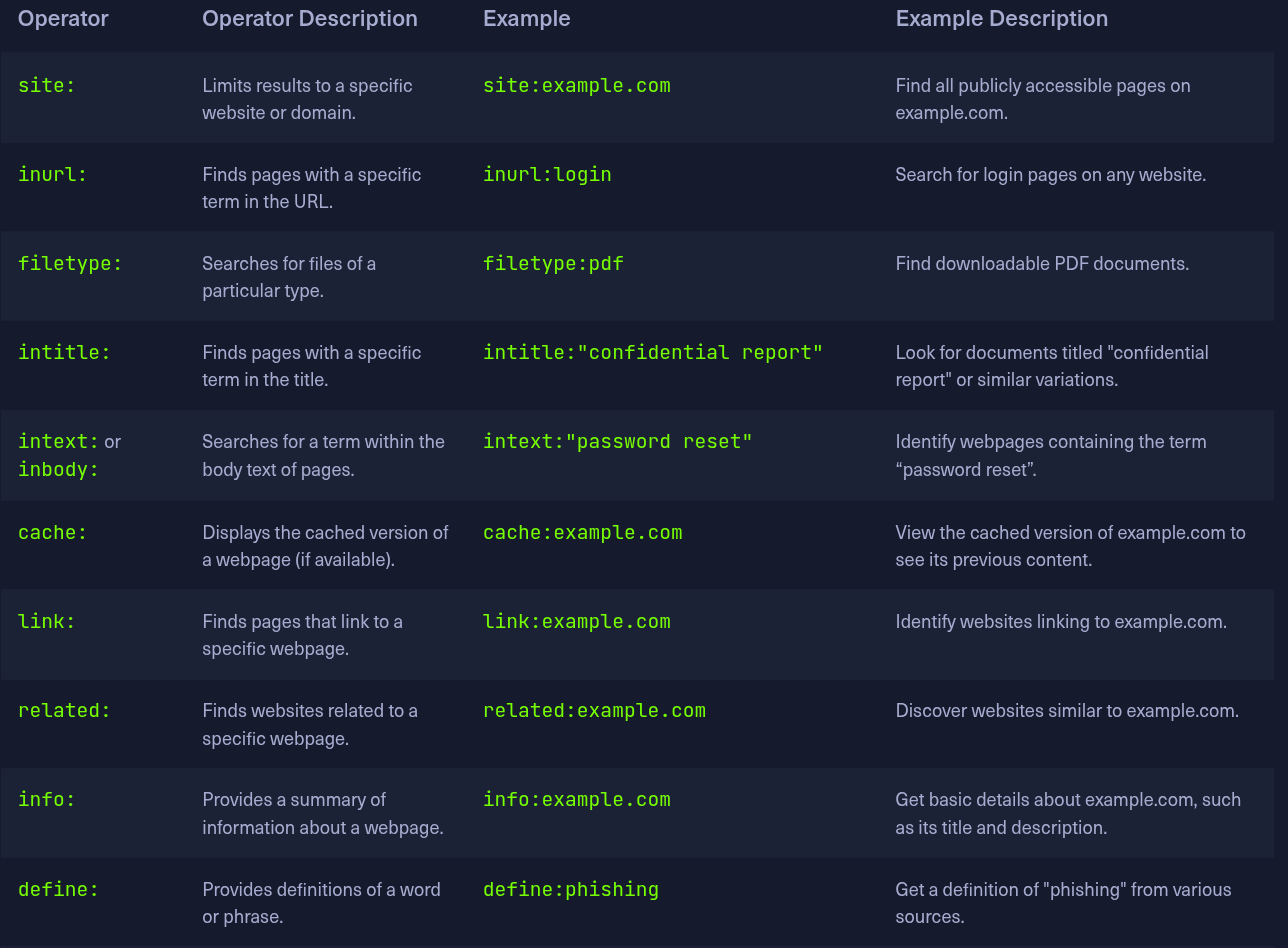 Operator Operator Description Example Example Description
site: Limits results to a specific site:example.com Find all publicly accessible pages on
website or domain. example.com.
inurl: Finds pages with a specific inurl:login Search for login pages on any website.
term in the URL.
filetype: Searches for files of a filetype:pdf Find downloadable PDF documents.
particular type.
intitle: Finds pages with a specific intitle:"confidential report" Look for documents titled "confidential
term in the title. report" or similar variations.
intext: or Searches for a term within the intext:"password reset" Identify webpages containing the term
inbody: body text of pages. “password reset”.
cache: Displays the cached version of cache:example.com View the cached version of example.com to
a webpage (if available). see its previous content.
link: Finds pages that link to a link:example.com Identify websites linking to example.com.
specific webpage.
related: Finds websites related to a related:example.com Discover websites similar to example.com.
specific webpage.
info: Provides a summary of info:example.com Get basic details about example.com, such
information about a webpage. as its title and description.
define: Provides definitions of a word define:phishing Get a definition of "phishing" from various
or phrase. sources.